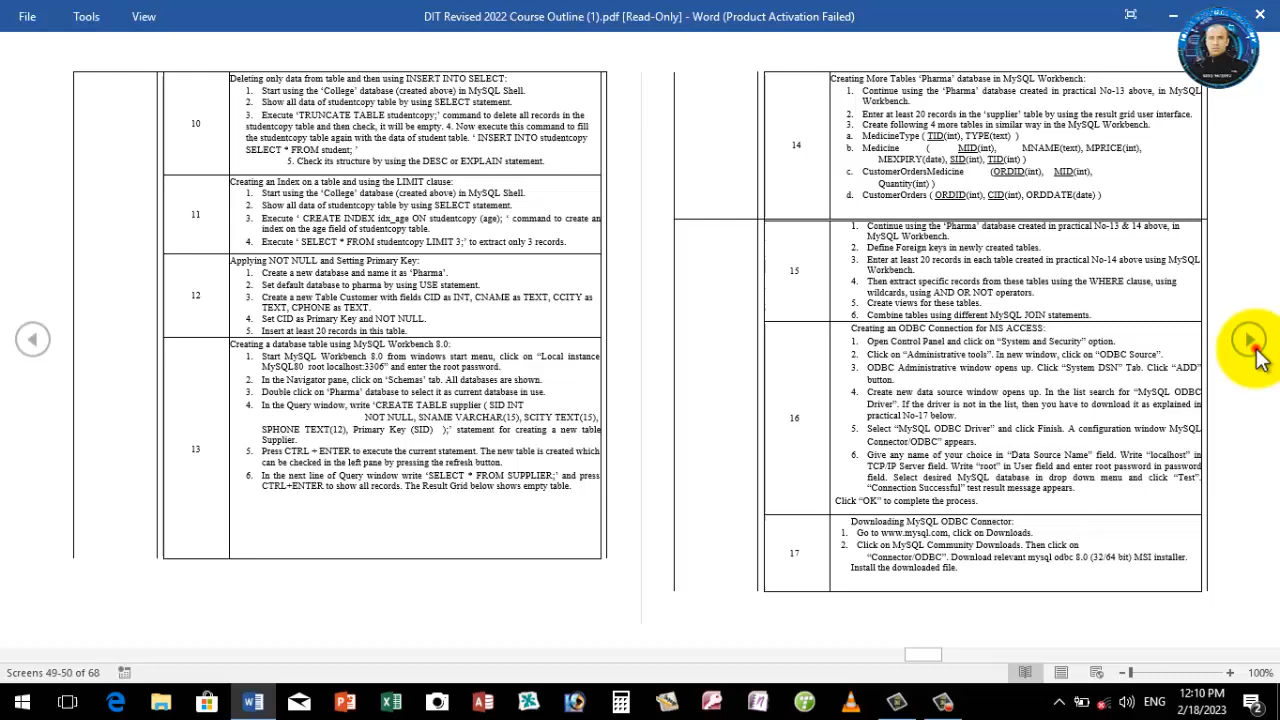 File Tools View DIT Revised 2022 Course Outline (1).pdf [Read-Only] - Word (Product Activation Failed)
10
Deleting only data from table and then using INSERT INTO SELECT:
1. Start using the 'College' database (created above) in MySQL Shell.
2. Show all data of studentcopy table by using SELECT statement.
3. Execute 'TRUNCATE TABLE studentcopy;' command to delete all records in the
studentcopy table and then check, it will be empty. 4. Now execute this command to fill
the studentcopy table again with the data of student table. ' INSERT INTO studentcopy
SELECT * FROM student; '
5. Check its structure by using the DESC or EXPLAIN statement.
11
Creating an Index on a table and using the LIMIT clause:
1. Start using the 'College' database (created above) in MySQL Shell.
2. Show all data of studentcopy table by using SELECT statement.
3. Execute ' CREATE INDEX idx_age ON studentcopy (age); ' command to create an
index on the age field of studentcopy table.
4. Execute ' SELECT * FROM studentcopy LIMIT 3;' to extract only 3 records.
12
Applying NOT NULL and Setting Primary Key:
1. Create a new database and name it as 'Pharma'.
2. Set default database to pharma by using USE statement.
3. Create a new Table Customer with fields CID as INT, CNAME as TEXT, CCITY as
TEXT, CPHONE as TEXT.
4. Set CID as Primary Key and NOT NULL.
5. Insert at least 20 records in this table.
13
Creating a database table using MySQL Workbench 8.0:
1. Start MySQL Workbench 8.0 from windows start menu, click on "Local instance
MySQL80 root localhost:3306" and enter the root password.
2. In the Navigator pane, click on 'Schemas' tab. All databases are shown.
3. Double click on 'Pharma' database to select it as current database in use.
4. In the Query window, write 'CREATE TABLE supplier ( SID INT
NOT NULL, SNAME VARCHAR(15), SCITY TEXT(15),
SPHONE TEXT(12), Primary Key (SID) );' statement for creating a new table
Supplier.
5. Press CTRL + ENTER to execute the current statement. The new table is created which
can be checked in the left pane by pressing the refresh button.
6. In the next line of Query window write 'SELECT * FROM SUPPLIER;' and press
CTRL+ENTER to show all records. The Result Grid below shows empty table.
14
Creating More Tables 'Pharma' database in MySQL Workbench:
1. Continue using the 'Pharma' database created in practical No-13 above, in MySQL
Workbench.
2. Enter at least 20 records in the 'supplier' table by using the result grid user interface.
3. Create following 4 more tables in similar way in the MySQL Workbench.
a. MedicineType ( TID(int), TYPE(text) )
b. Medicine ( MID(int), MNAME(text), MPRICE(int),
MEXPIRY(date), SID(int), TID(int) )
c. CustomerOrdersMedicine (ORDID(int), MID(int),
Quantity(int) )
d. CustomerOrders ( ORDID(int), CID(int), ORDDATE(date) )
15
1. Continue using the 'Pharma' database created in practical No-13 & 14 above, in
MySQL Workbench.
2. Define Foreign keys in newly created tables.
3. Enter at least 20 records in each table created in practical No-14 above using MySQL
Workbench.
4. Then extract specific records from these tables using the WHERE clause, using
wildcards, using AND OR NOT operators.
5. Create views for these tables.
6. Combine tables using different MySQL JOIN statements.
16
Creating an ODBC Connection for MS ACCESS:
1. Open Control Panel and click on "System and Security" option.
2. Click on "Administrative tools". In new window, click on "ODBC Source".
3. ODBC Administrative window opens up. Click "System DSN" Tab. Click "ADD"
button.
4. Create new data source window opens up. In the list search for "MySQL ODBC
Driver". If the driver is not in the list, then you have to download it as explained in
practical No-17 below.
5. Select "MySQL ODBC Driver" and click Finish. A configuration window MySQL
Connector/ODBC" appears.
6. Give any name of your choice in "Data Source Name" field. Write "localhost" in
TCP/IP Server field. Write "root" in User field and enter root password in password
field. Select desired MySQL database in drop down menu and click "Test".
"Connection Successful" test result message appears.
Click "OK" to complete the process.
17
Downloading MySQL ODBC Connector:
1. Go to www.mysql.com, click on Downloads.
2. Click on MySQL Community Downloads. Then click on
"Connector/ODBC". Download relevant mysql odbc 8.0 (32/64 bit) MSI installer.
Install the downloaded file.
Screens 49-50 of 68
100%
ENG
12:10 PM
2/18/2023
2